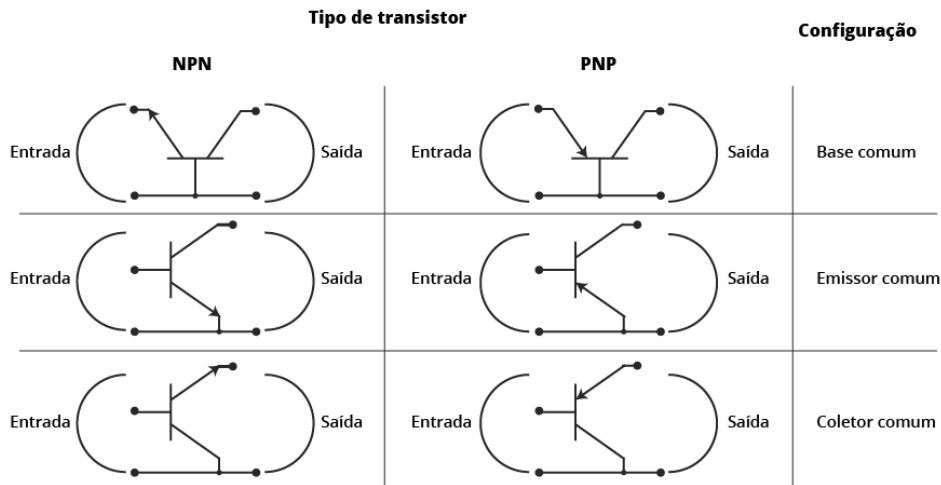 Tipo de transistor
Configuração
NPN
PNP
Entrada
Saída
Entrada
Saída
Base comum
Entrada
Saída
Entrada
Saída
Emissor comum
Entrada
Saída
Entrada
Saída
Coletor comum